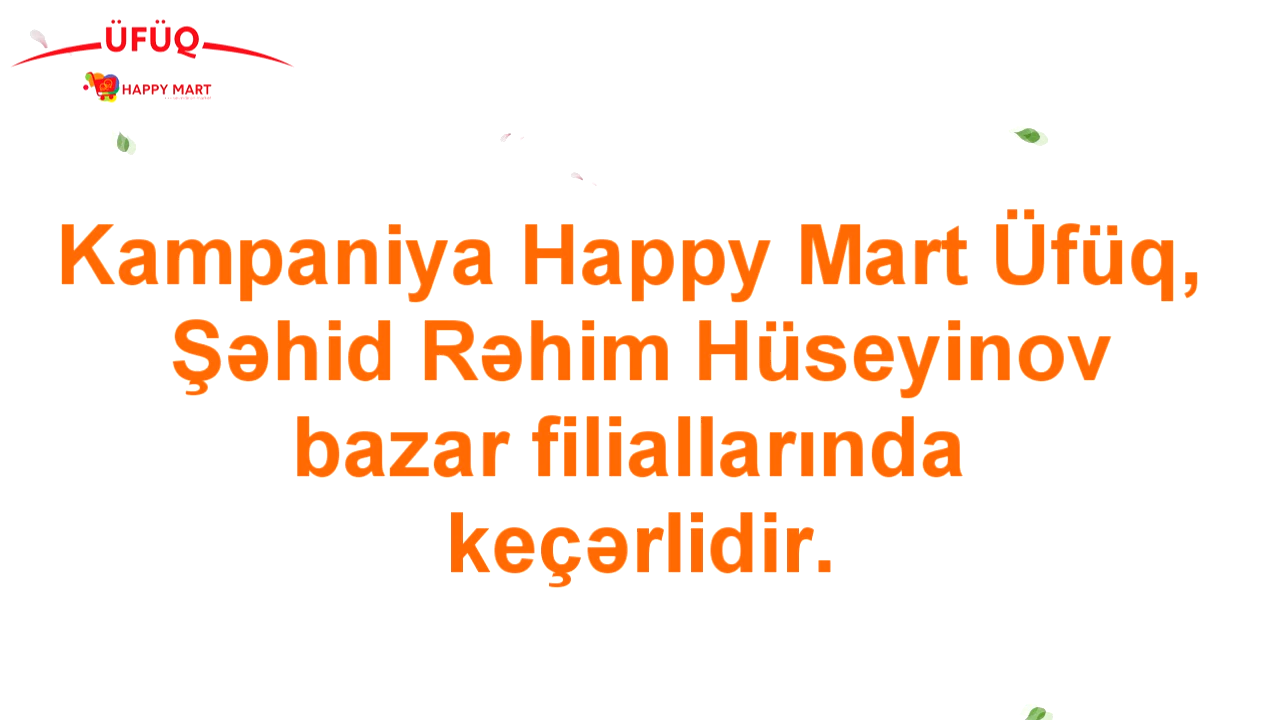 ÜFÜQ
HAPPY MART
Kampaniya Happy Mart Üfüq,
Şəhid Rəhim Hüseyinov
bazar filiallarında
keçərlidir.